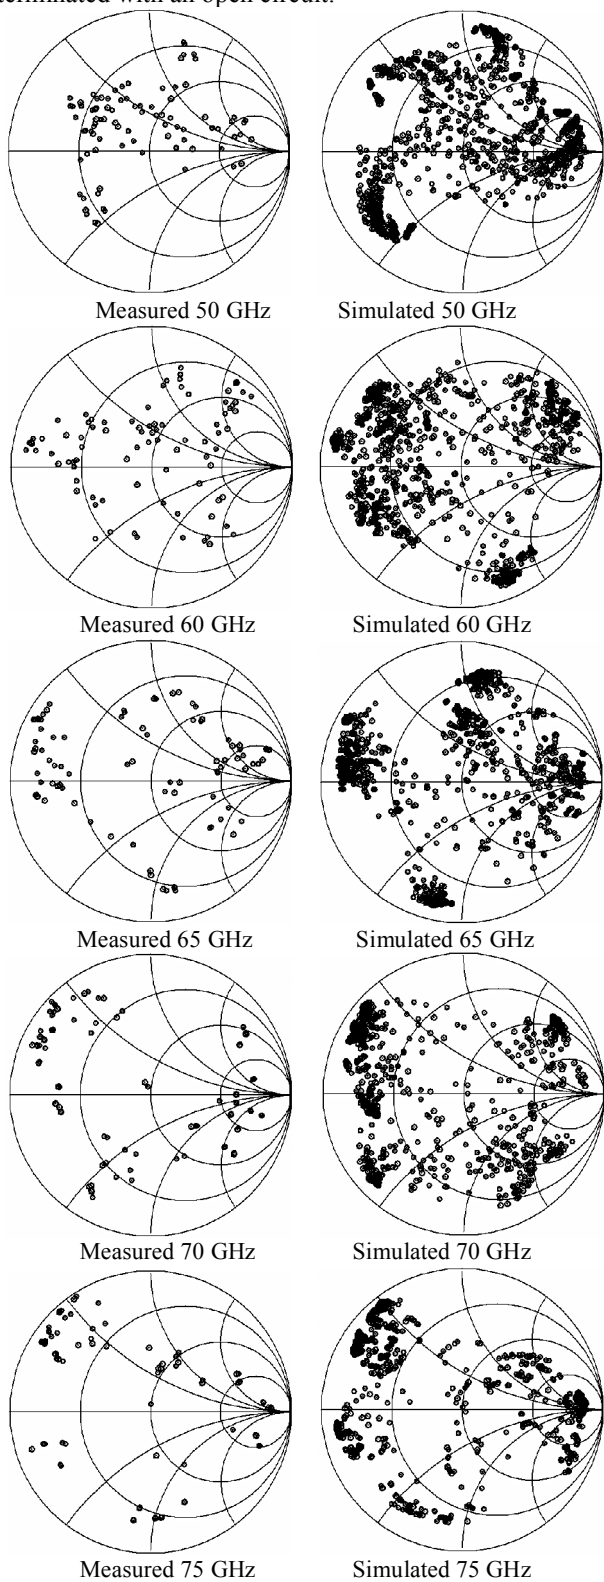 terminated with an open circuit.
Measured 50 GHz Simulated 50 GHz
Measured 60 GHz Simulated 60 GHz
Measured 65 GHz Simulated 65 GHz
Measured 70 GHz Simulated 70 GHz
Measured 75 GHz Simulated 75 GHz